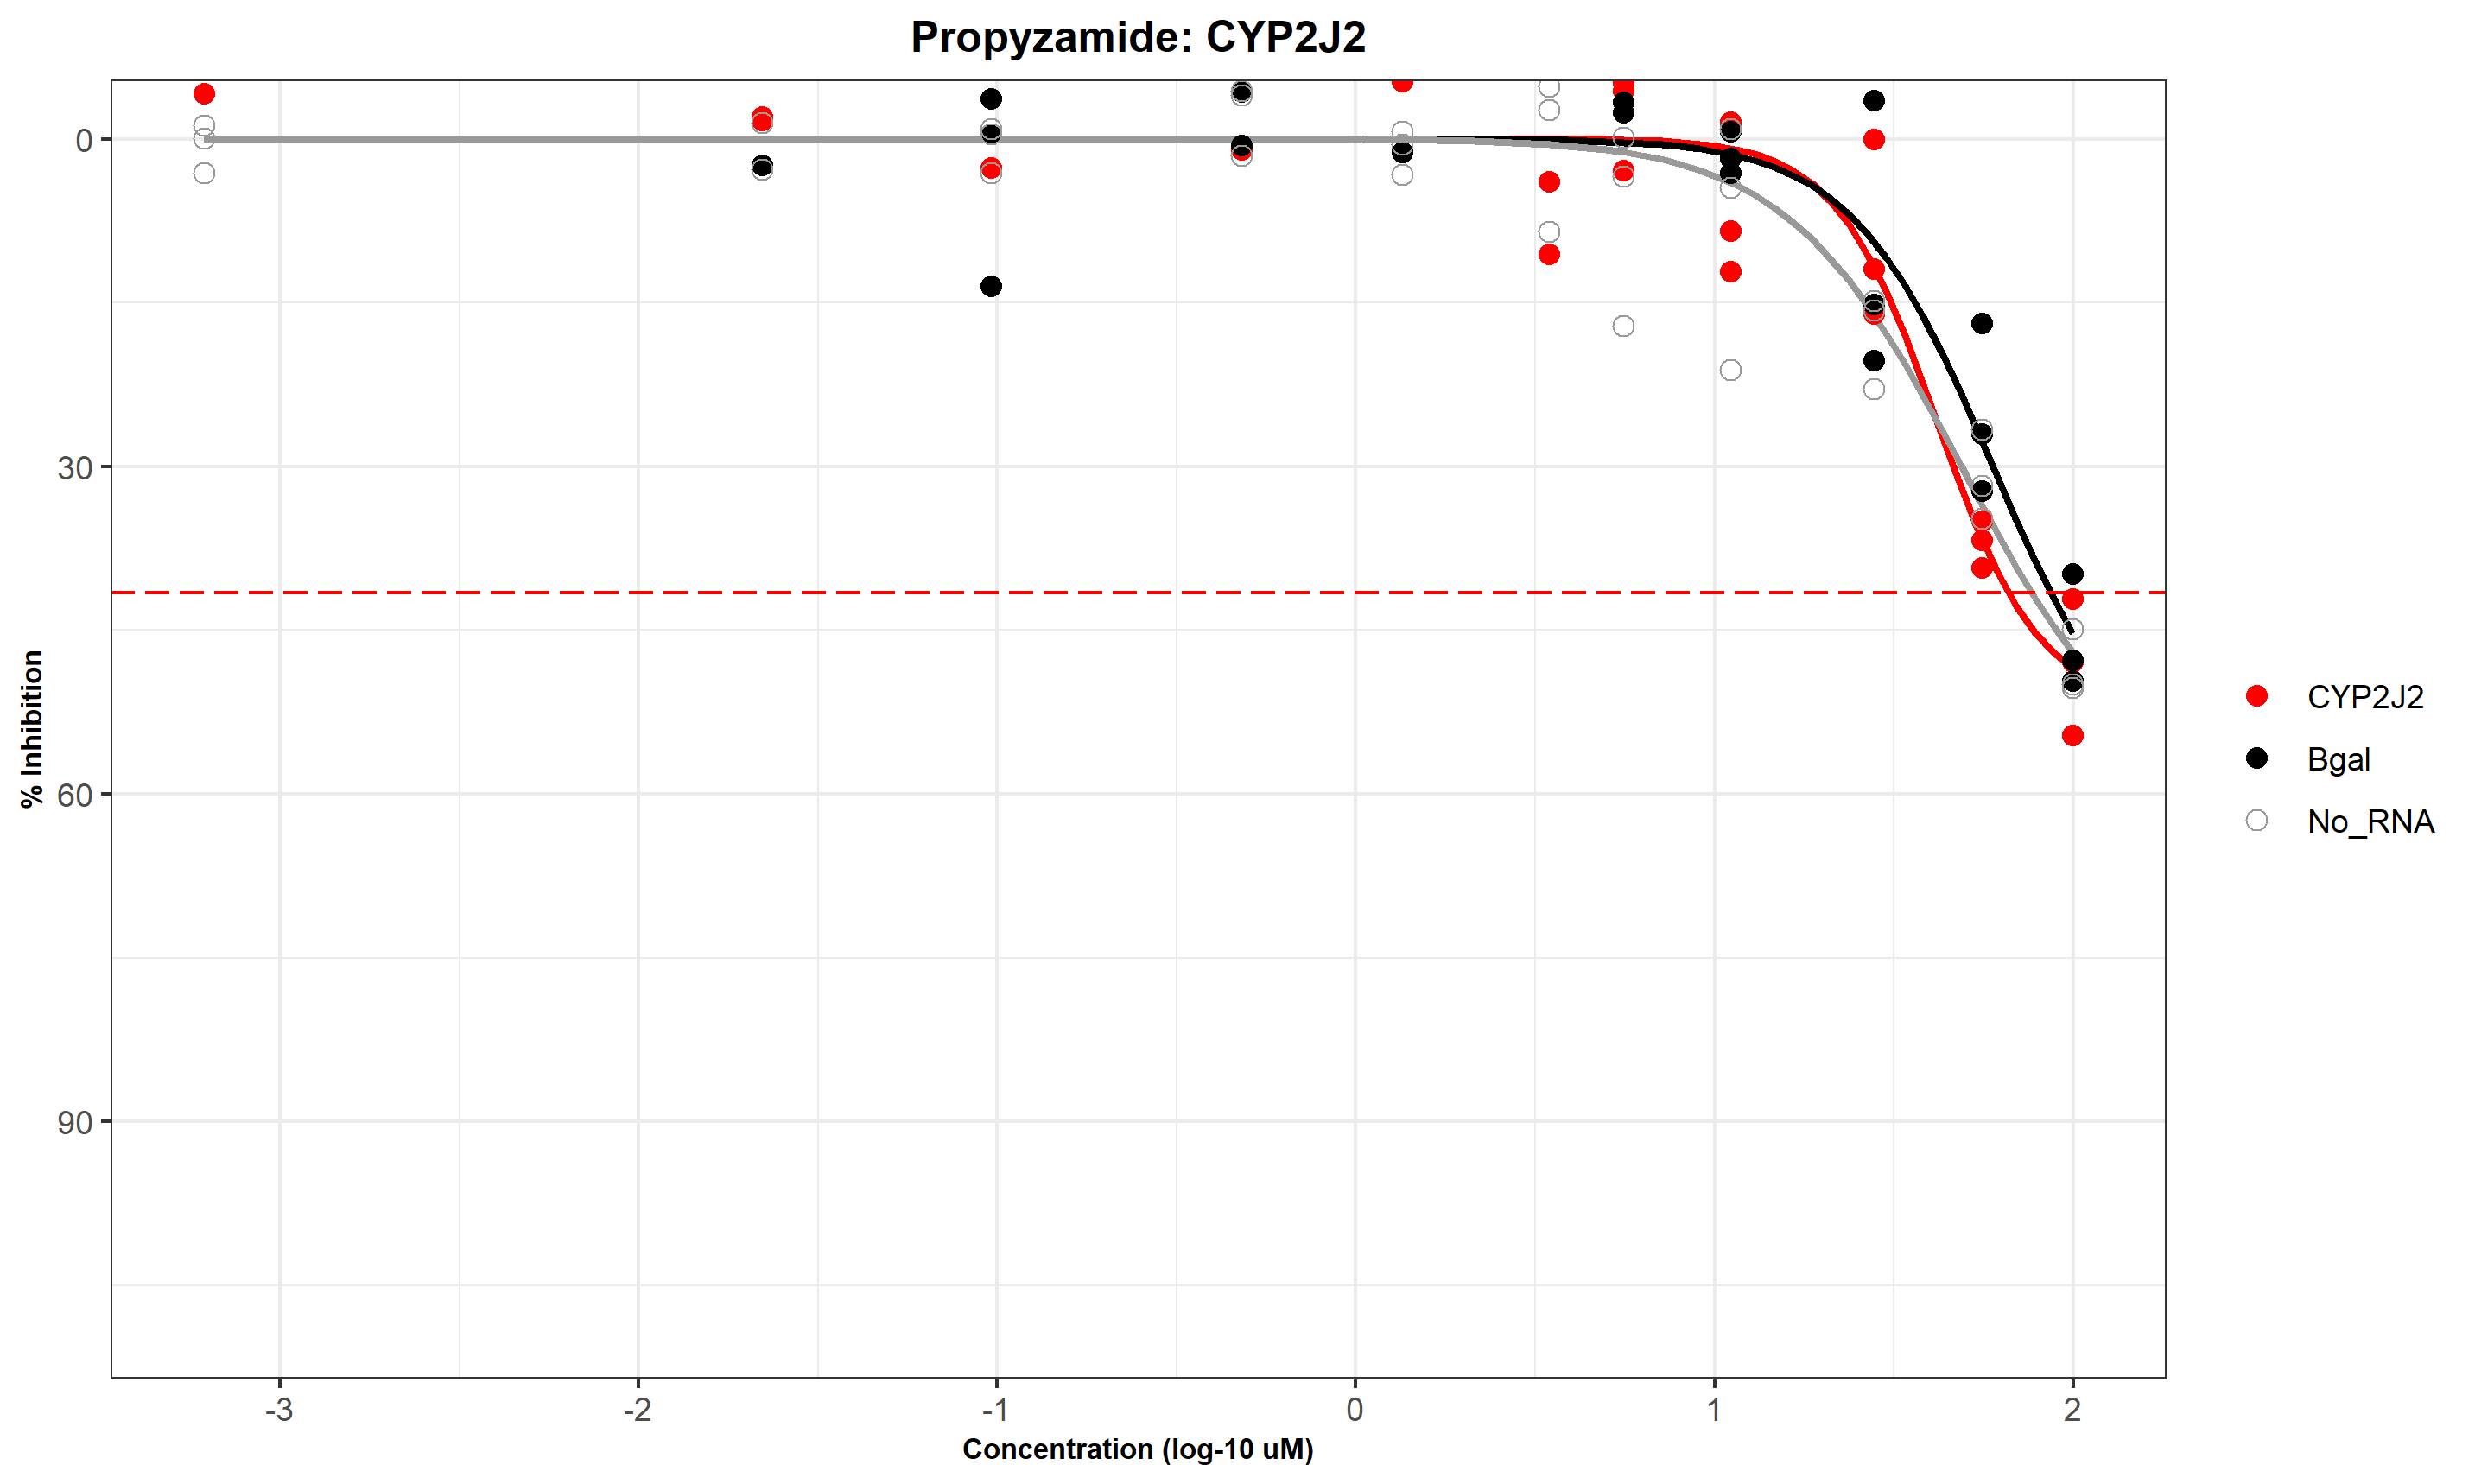 Propyzamide: CYP2J2
% Inhibition
0
30
60
90
-3
-2
-1
0
1
2
Concentration (log-10 uM)
CYP2J2
Bgal
No_RNA